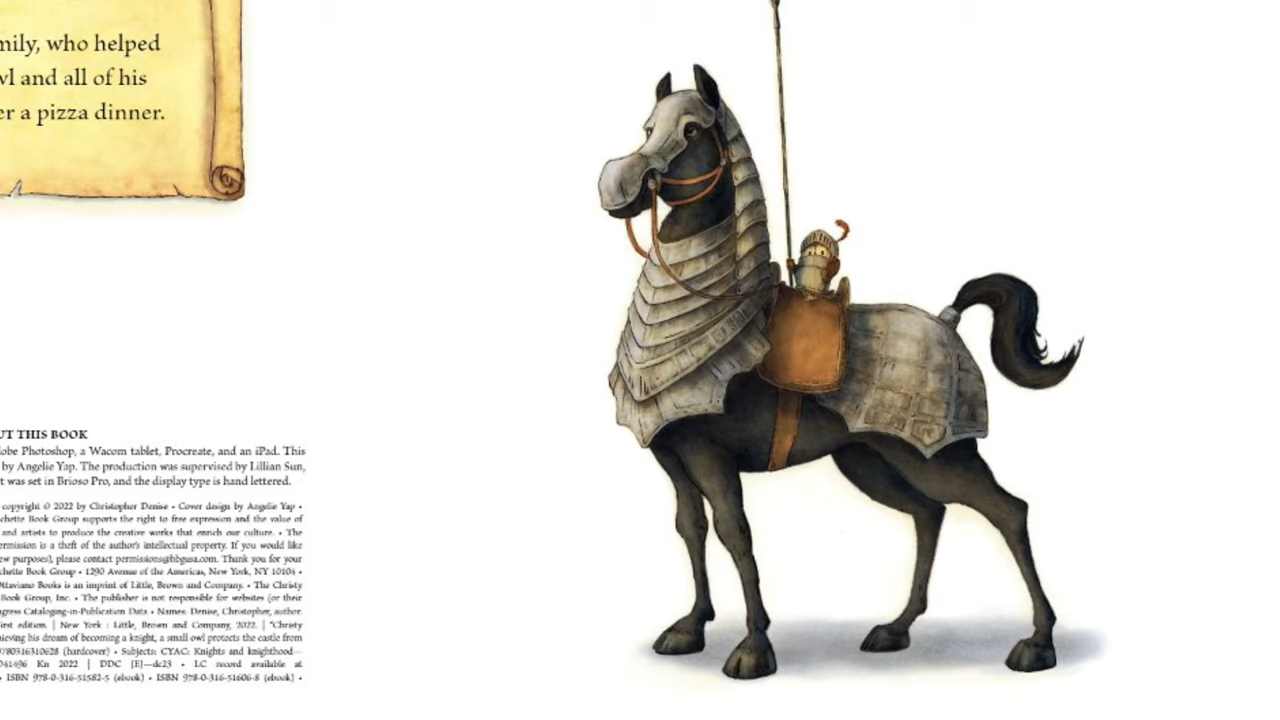 mily, who helped
wl and all of his
er a pizza dinner.
UT THIS BOOK
obe Photoshop, a Wacom tablet, Procreate, and an iPad. This
by Angelie Yap. The production was supervised by Lillian Sun,
t was set in Brioso Pro, and the display type is hand lettered.
copyright © 2022 by Christopher Denise • Cover design by Angelie Yap •
chette Book Group supports the right to free expression and the value of
and artists to produce the creative works that enrich our culture. • The
ermission is a theft of the author's intellectual property. If you would like
ew purposes), please contact permissions@hbgusa.com. Thank you for your
chette Book Group • 1290 Avenue of the Americas, New York, NY 10104 •
Ottaviano Books is an imprint of Little, Brown and Company. • The Christy
Book Group, Inc. • The publisher is not responsible for websites (or their
ngress Cataloging-in-Publication Data • Names: Denise, Christopher, author.
irst edition. | New York : Little, Brown and Company, 2022. | "Christy
hieving his dream of becoming a knight, a small owl protects the castle from
9780316310628 (hardcover) • Subjects: CYAC: Knights and knighthood—
041496 Kn 2022 | DDC [E]—dc23 • LC record available at
• ISBN 978-0-316-51582-5 (ebook) • ISBN 978-0-316-51606-8 (ebook) •